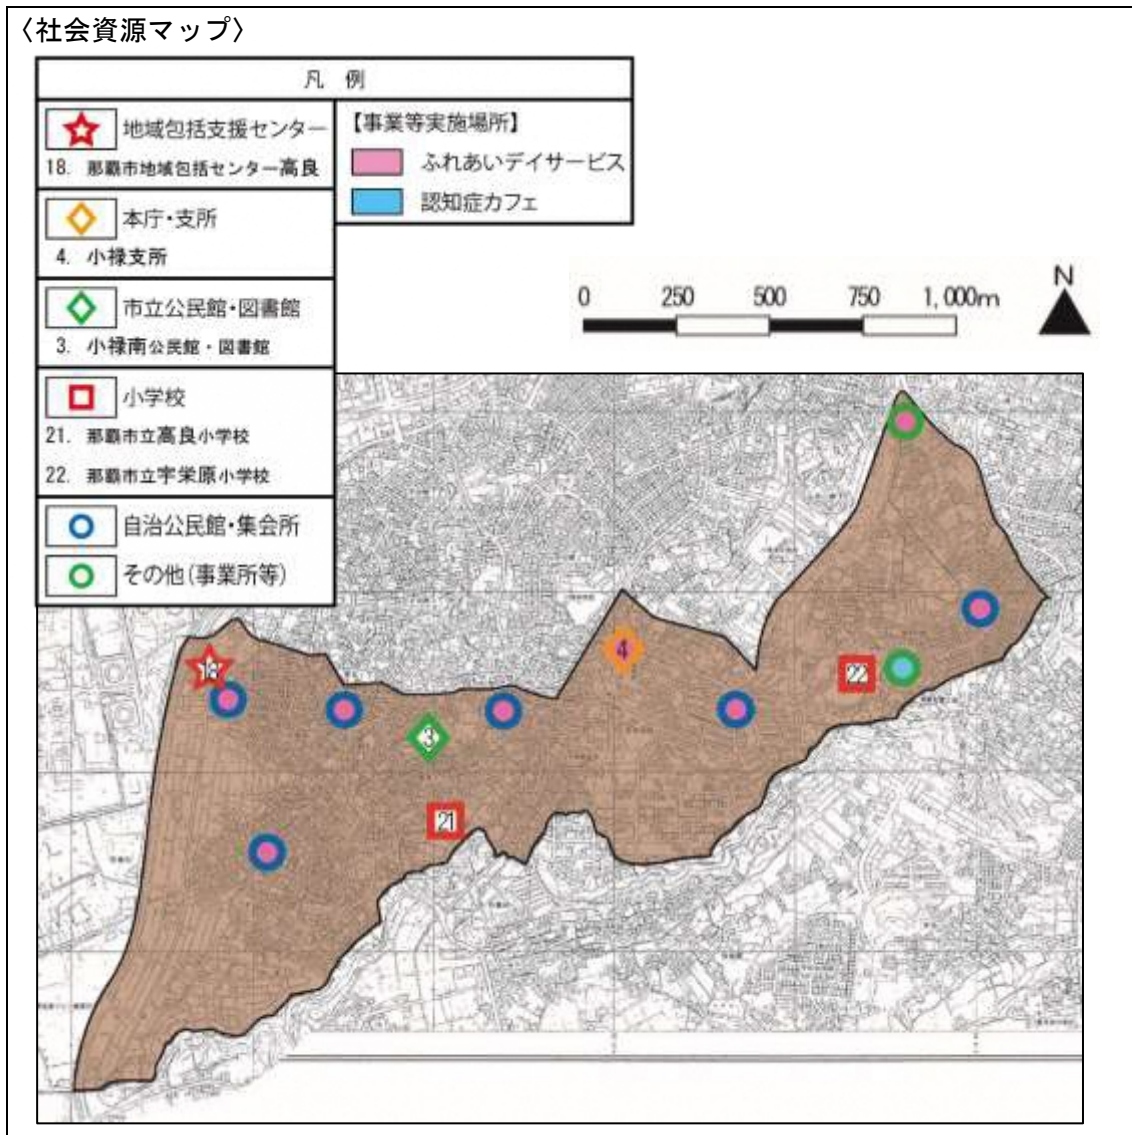 〈社会資源マップ〉
凡 例
地域包括支援センター
18. 那覇市地域包括センター高良
本庁・支所
4. 小禄支所
市立公民館・図書館
3. 小禄南公民館・図書館
小学校
21. 那覇市立高良小学校
22. 那覇市立宇栄原小学校
自治公民館・集会所
その他(事業所等)
【事業等実施場所】
ふれあいデイサービス
認知症カフェ
0 250 500 750 1,000m
N
18
4
22
3
21